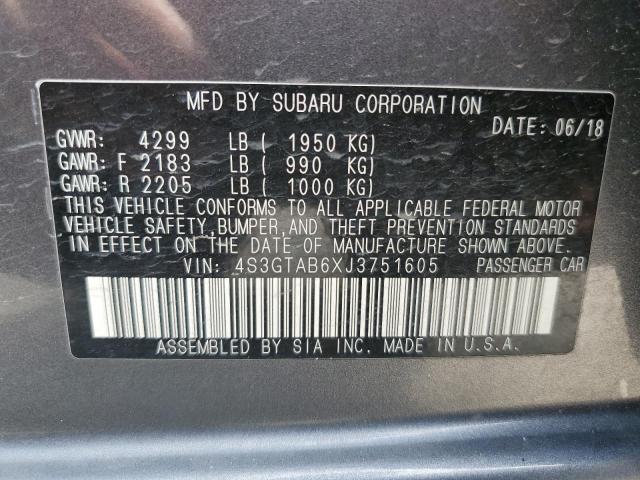 MFD BY SUBARU CORPORATION
DATE: 06/18
GVWR: 4299 LB ( 1950 KG)
GAWR: F 2183 LB ( 990 KG)
GAWR: R 2205 LB ( 1000 KG)
THIS VEHICLE CONFORMS TO ALL APPLICABLE FEDERAL MOTOR
VEHICLE SAFETY, BUMPER, AND THEFT PREVENTION STANDARDS
IN EFFECT ON THE DATE OF MANUFACTURE SHOWN ABOVE.
VIN: 4S3GTAB6XJ3751605 PASSENGER CAR
ASSEMBLED BY SIA INC. MADE IN U.S.A.